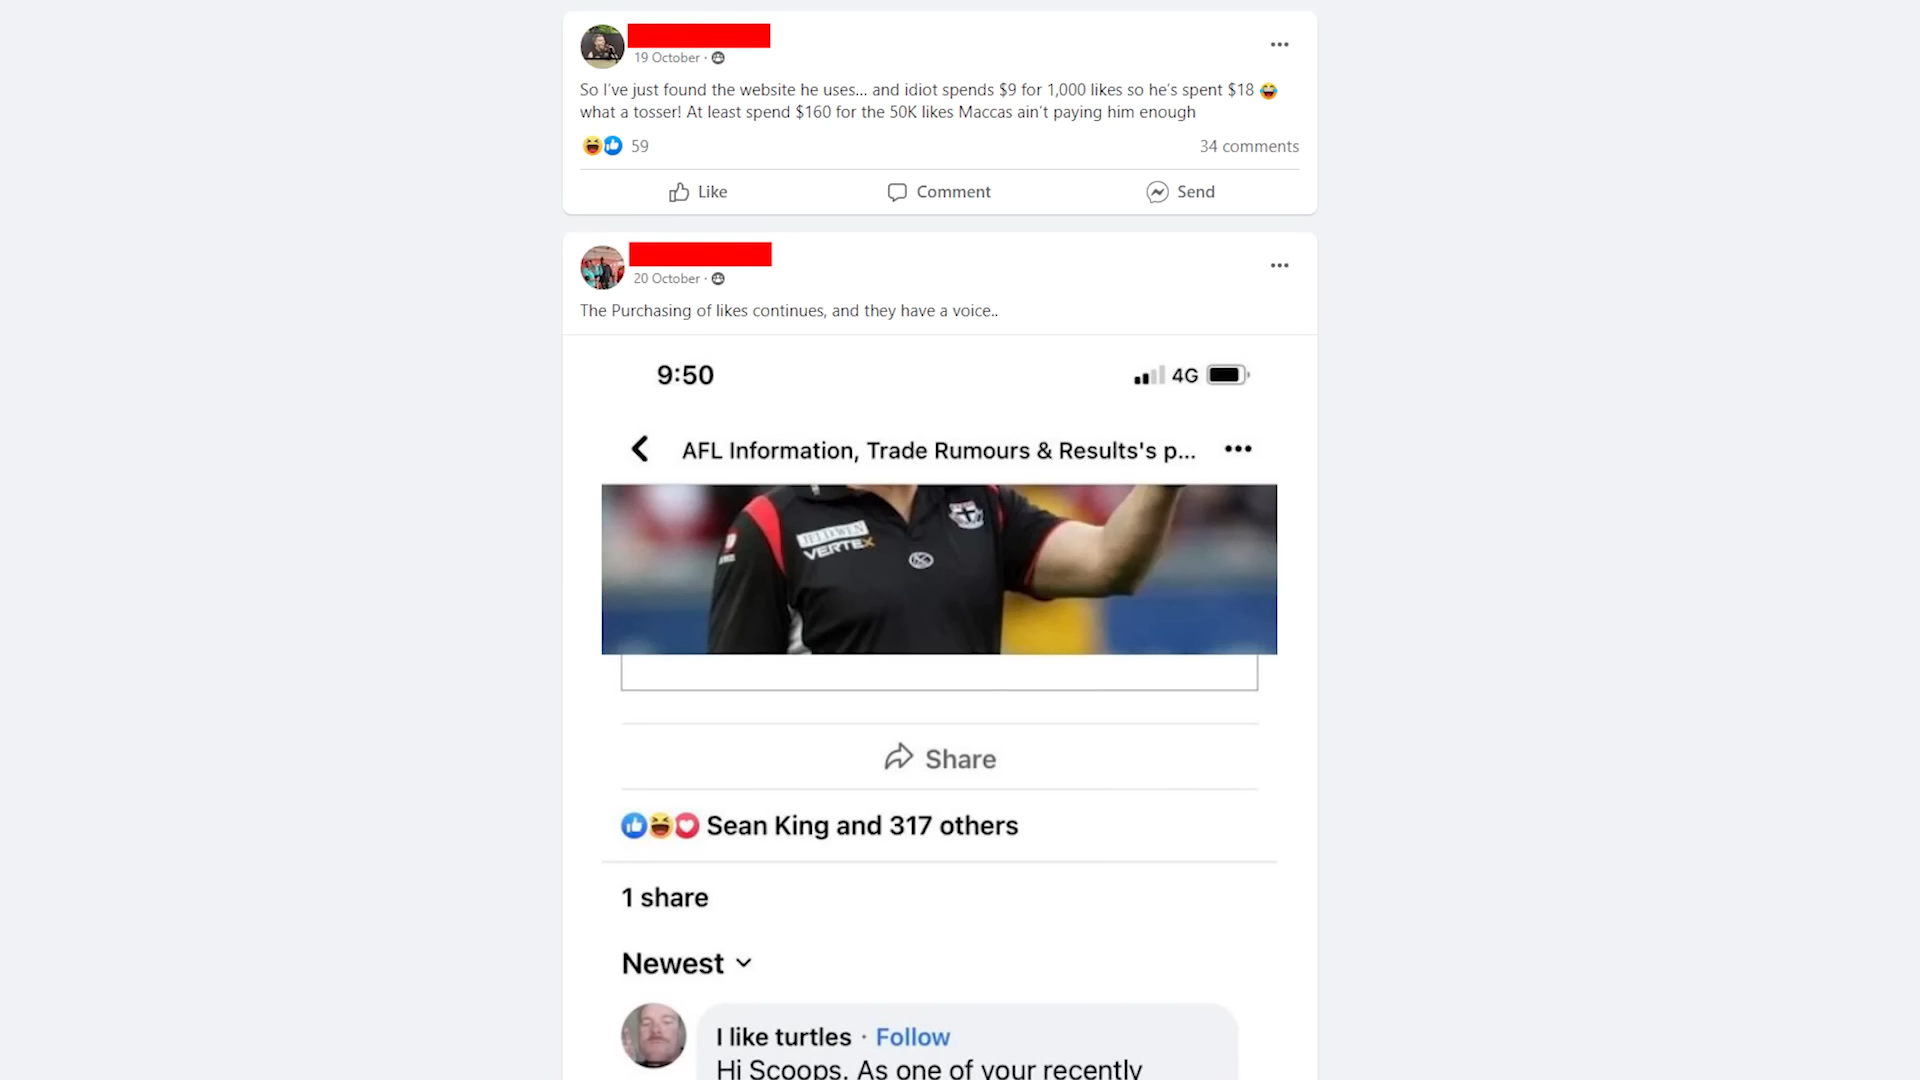 19 October ·
So I've just found the website he uses... and idiot spends $9 for 1,000 likes so he's spent $18 😂
what a tosser! At least spend $160 for the 50K likes Maccas ain't paying him enough
59
34 comments
Like
Comment
Send
20 October ·
The Purchasing of likes continues, and they have a voice..
9:50
4G
AFL Information, Trade Rumours & Results's p...
JELD-WEN
VERTEX
Share
Sean King and 317 others
1 share
Newest
I like turtles · Follow
Hi Scoops. As one of your recently